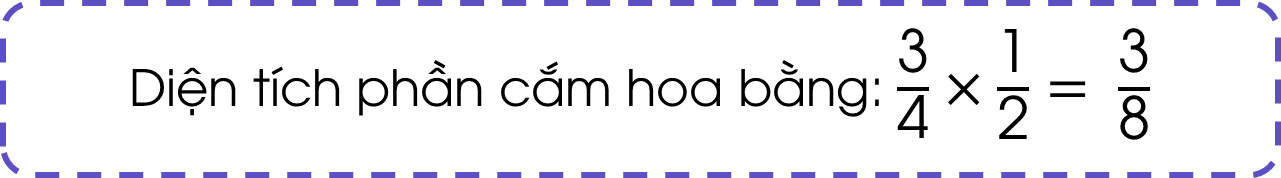 Diện tích phần cắm hoa bằng: 3/4 × 1/2 = 3/8